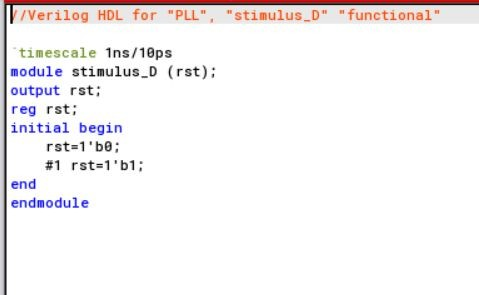 //Verilog HDL for "PLL", "stimulus_D" "functional"
`timescale 1ns/10ps
module stimulus_D (rst);
output rst;
reg rst;
initial begin
    rst=1'b0;
    #1 rst=1'b1;
end
endmodule